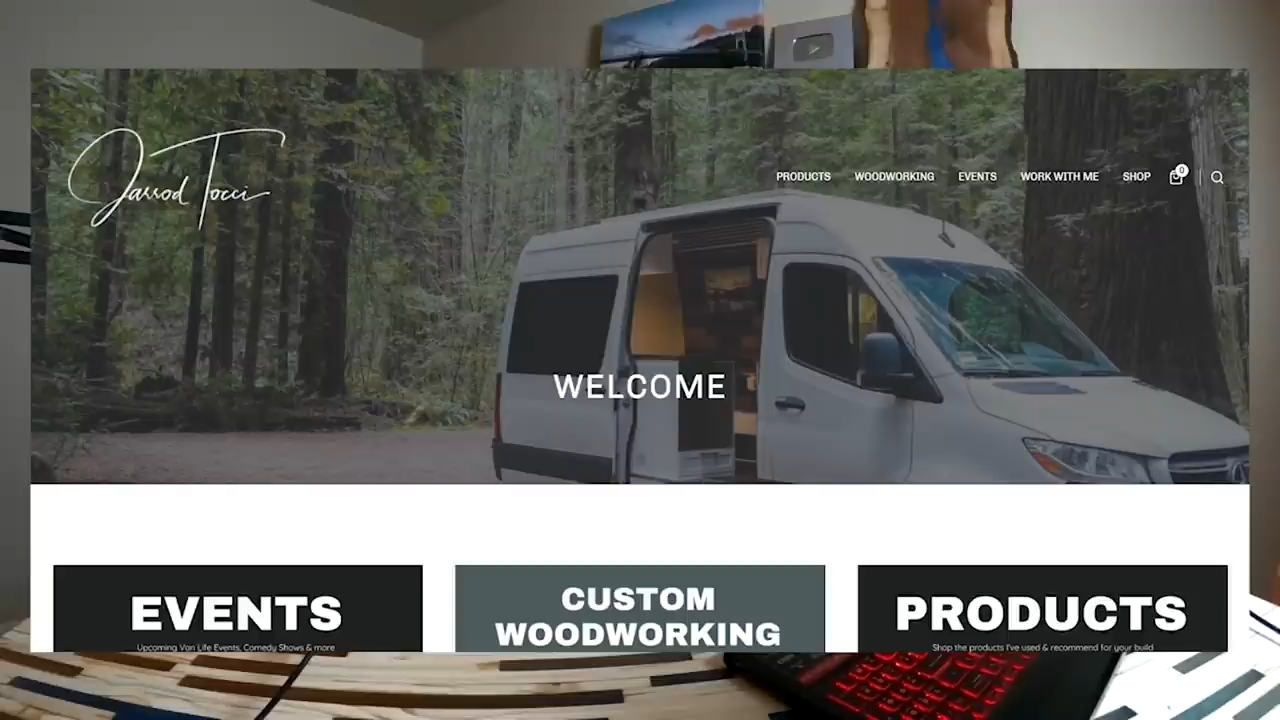 Jarrod Tocci
PRODUCTS WOODWORKING EVENTS WORK WITH ME SHOP 0
WELCOME
EVENTS
Upcoming Van Life Events, Comedy Shows & more
CUSTOM
WOODWORKING
PRODUCTS
Shop the products I've used & recommend for your build